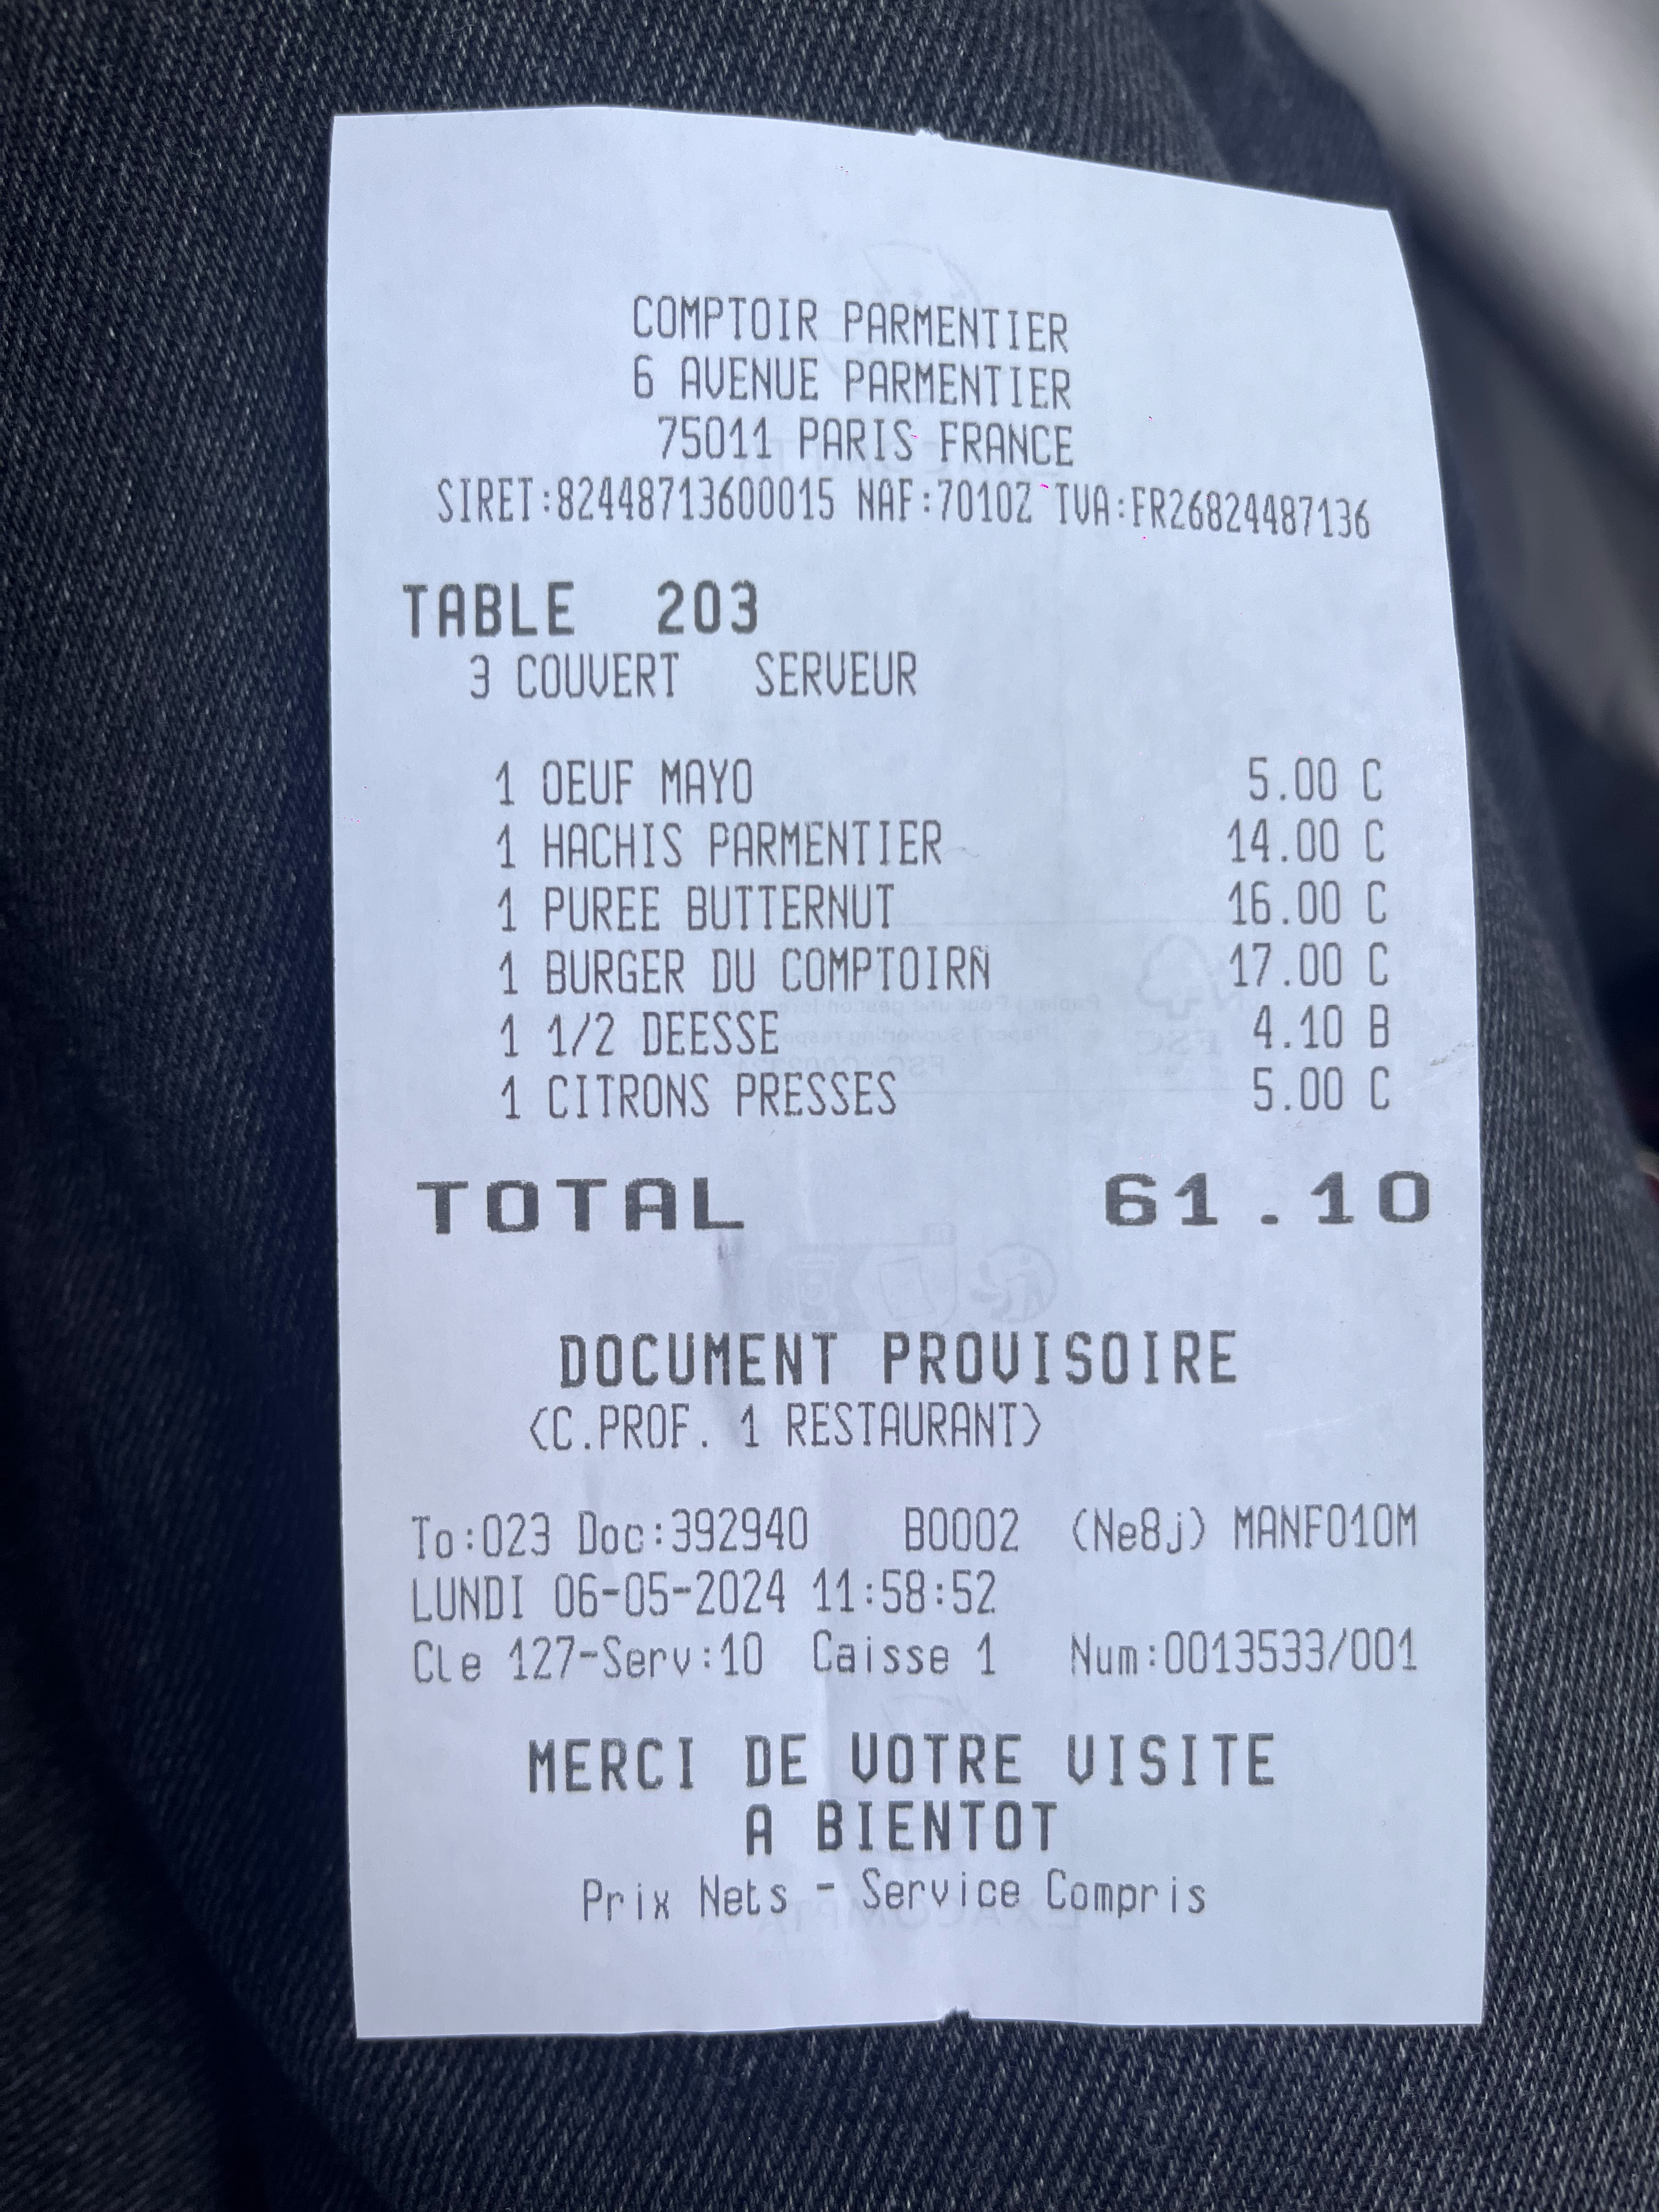 COMPTOIR PARMENTIER
6 AVENUE PARMENTIER
75011 PARIS FRANCE
SIRET:82448713600015 NAF:7010Z TVA:FR26824487136
TABLE 203
3 COUVERT SERVEUR
1 OEUF MAYO 5.00 C
1 HACHIS PARMENTIER 14.00 C
1 PUREE BUTTERNUT 16.00 C
1 BURGER DU COMPTOIRÑ 17.00 C
1 1/2 DEESSE 4.10 B
1 CITRONS PRESSES 5.00 C
TOTAL 61.10
DOCUMENT PROVISOIRE
<C.PROF. 1 RESTAURANT>
To:023 Doc:392940 B0002 (Ne8j) MANF010M
LUNDI 06-05-2024 11:58:52
Cle 127-Serv:10 Caisse 1 Num:0013533/001
MERCI DE VOTRE VISITE
A BIENTOT
Prix Nets - Service Compris